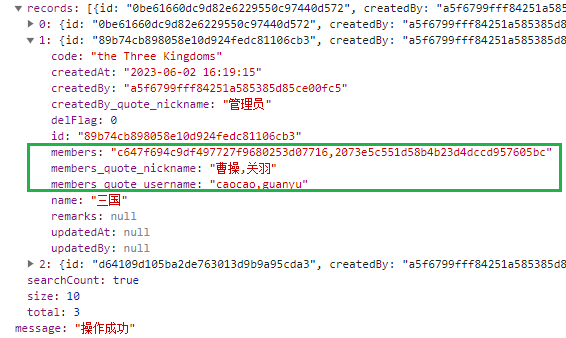 records: [{id: "0be61660dc9d82e6229550c97440d572", createdBy: "a5f6799fff84251a5853
0: {id: "0be61660dc9d82e6229550c97440d572", createdBy: "a5f6799fff84251a585385d8
1: {id: "89b74cb898058e10d924fedc81106cb3", createdBy: "a5f6799fff84251a585385d8
code: "the Three Kingdoms"
createdAt: "2023-06-02 16:19:15"
createdBy: "a5f6799fff84251a585385d85ce00fc5"
createdBy_quote_nickname: "管理员"
delFlag: 0
id: "89b74cb898058e10d924fedc81106cb3"
members: "c647f694c9df497727f9680253d07716,2073e5c551d58b4b23d4dccd957605bc"
members_quote_nickname: "曹操,关羽"
members_quote_username: "caocao,guanyu"
name: "三国"
remarks: null
updatedAt: null
updatedBy: null
2: {id: "d64109d105ba2de763013d9b9a95cda3", createdBy: "a5f6799fff84251a585385d8
searchCount: true
size: 10
total: 3
message: "操作成功"